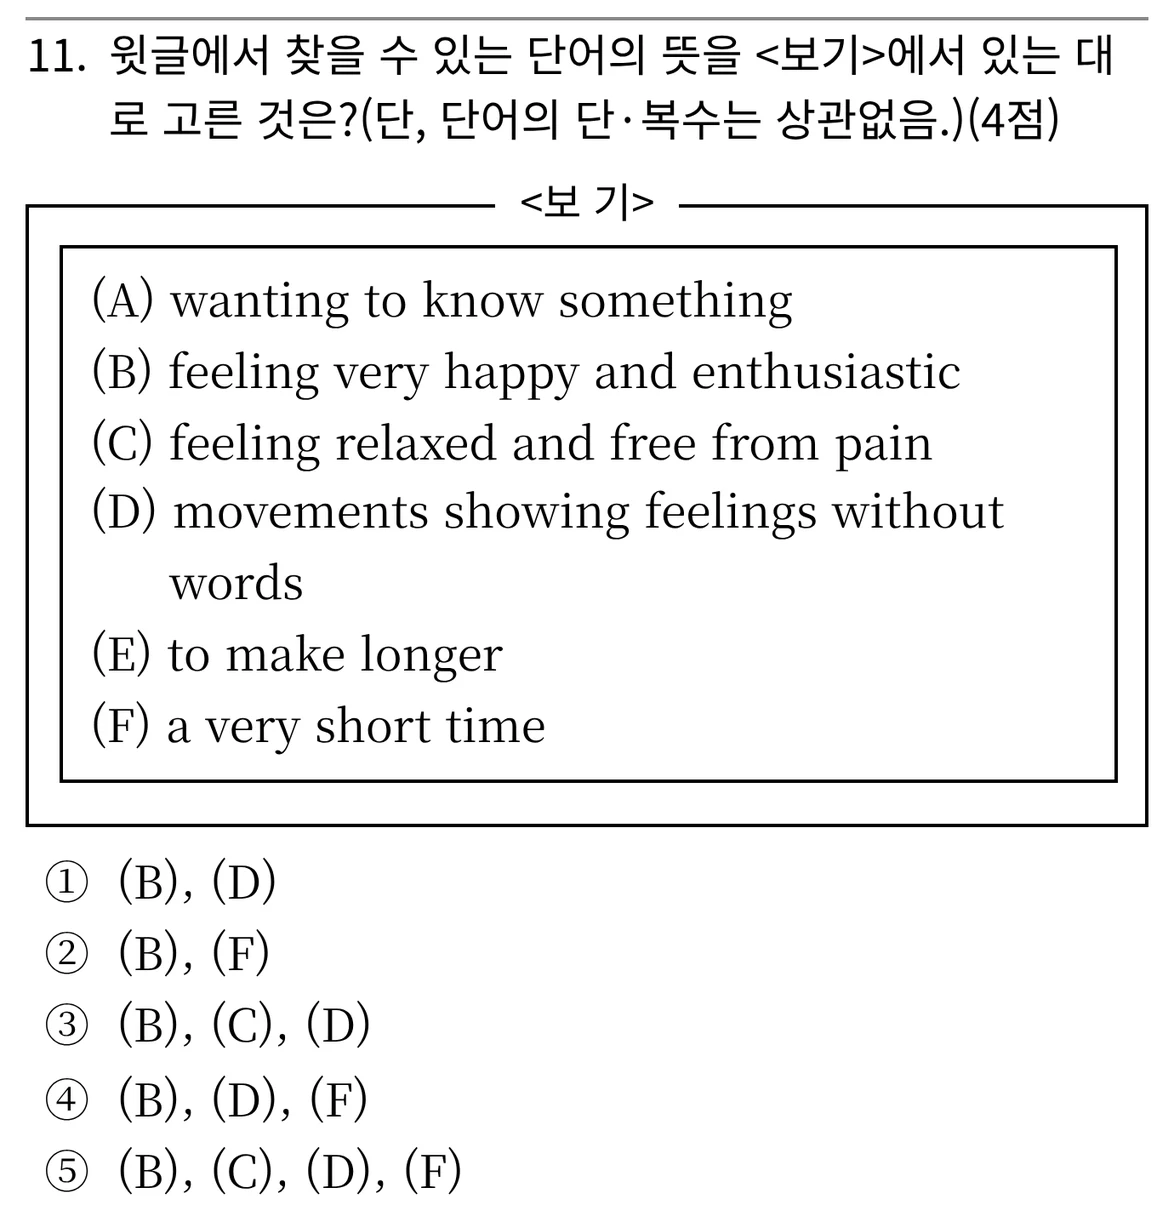 11. 윗글에서 찾을 수 있는 단어의 뜻을 <보기>에서 있는 대
로 고른 것은?(단, 단어의 단·복수는 상관없음.)(4점)
<보 기>
(A) wanting to know something
(B) feeling very happy and enthusiastic
(C) feeling relaxed and free from pain
(D) movements showing feelings without
words
(E) to make longer
(F) a very short time
① (B), (D)
② (B), (F)
③ (B), (C), (D)
④ (B), (D), (F)
⑤ (B), (C), (D), (F)